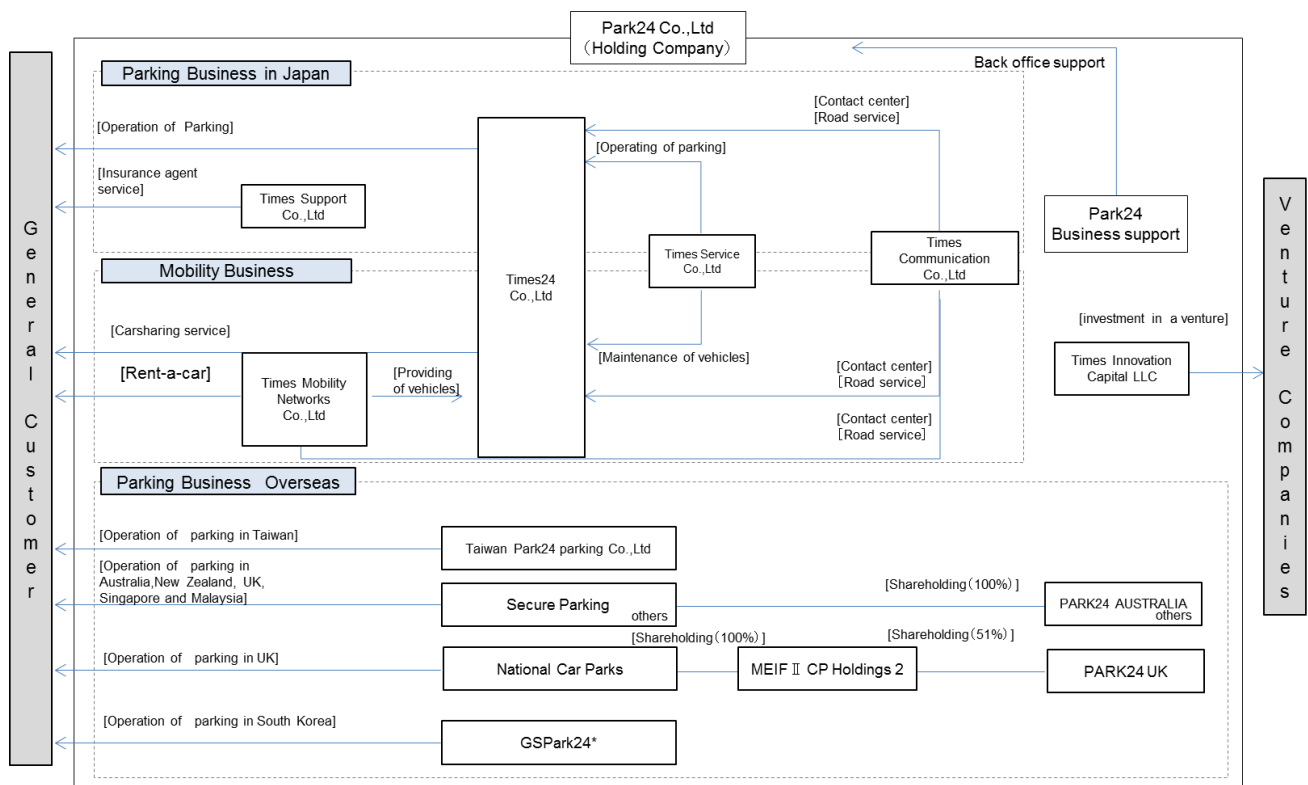 Park24 Co.,Ltd
（Holding Company）
Back office support
Parking Business in Japan
[Contact center]
[Road service]
[Operation of Parking]
[Operating of parking]
[Insurance agent
service]
Times Support
Co.,Ltd
Park24
Business support
General Customer
Venture Companies
Times Service
Co.,Ltd
Times
Communication
Co.,Ltd
Mobility Business
Times24
Co.,Ltd
[investment in a venture]
[Carsharing service]
[Maintenance of vehicles]
Times Innovation
Capital LLC
[Rent-a-car]
Times Mobility
Networks
Co.,Ltd
[Providing
of vehicles]
[Contact center]
［Road service］
[Contact center]
［Road service］
Parking Business Overseas
[Operation of parking in Taiwan]
Taiwan Park24 parking Co.,Ltd
[Operation of parking in
Australia,New Zealand, UK,
Singapore and Malaysia]
Secure Parking
others
[Shareholding（100%）]
PARK24 AUSTRALIA
others
[Shareholding（100%）]
[Shareholding（51%）]
[Operation of parking in UK]
National Car Parks
MEIF Ⅱ CP Holdings 2
PARK24 UK
[Operation of parking in South Korea]
GSPark24*